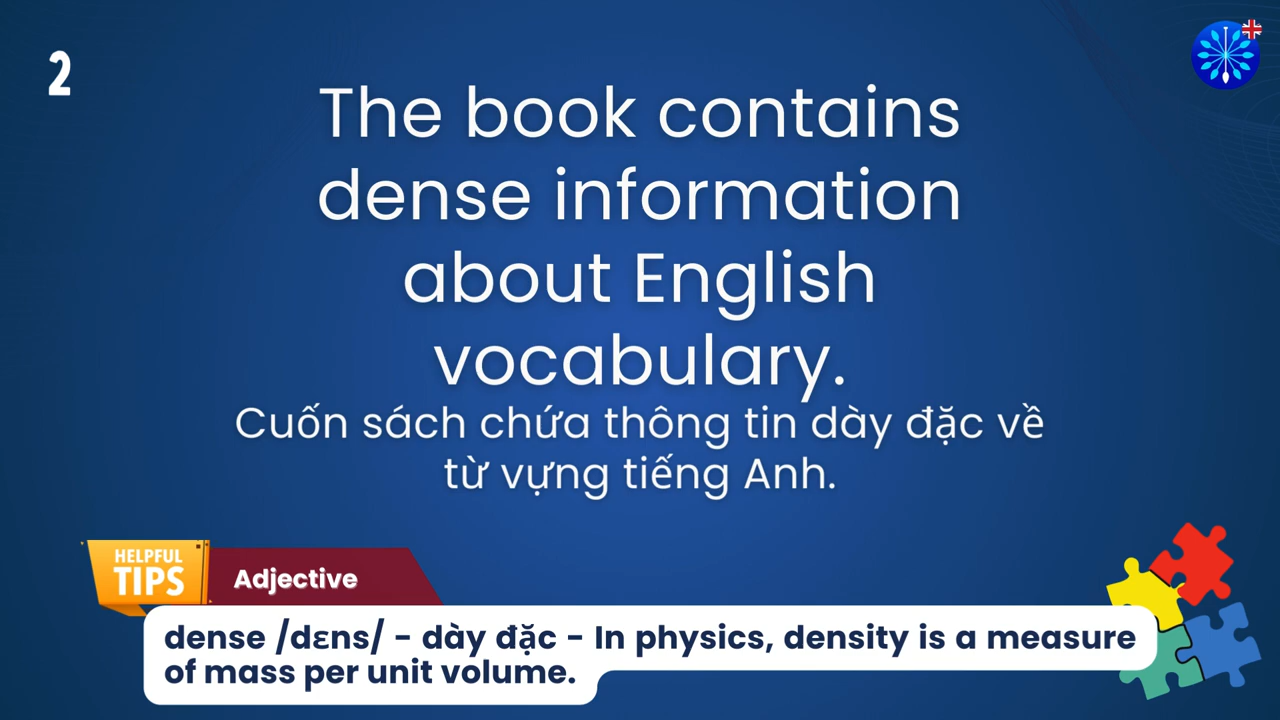 2
The book contains
dense information
about English
vocabulary.
Cuốn sách chứa thông tin dày đặc về
từ vựng tiếng Anh.
HELPFUL
TIPS
Adjective
dense /dɛns/ - dày đặc - In physics, density is a measure
of mass per unit volume.